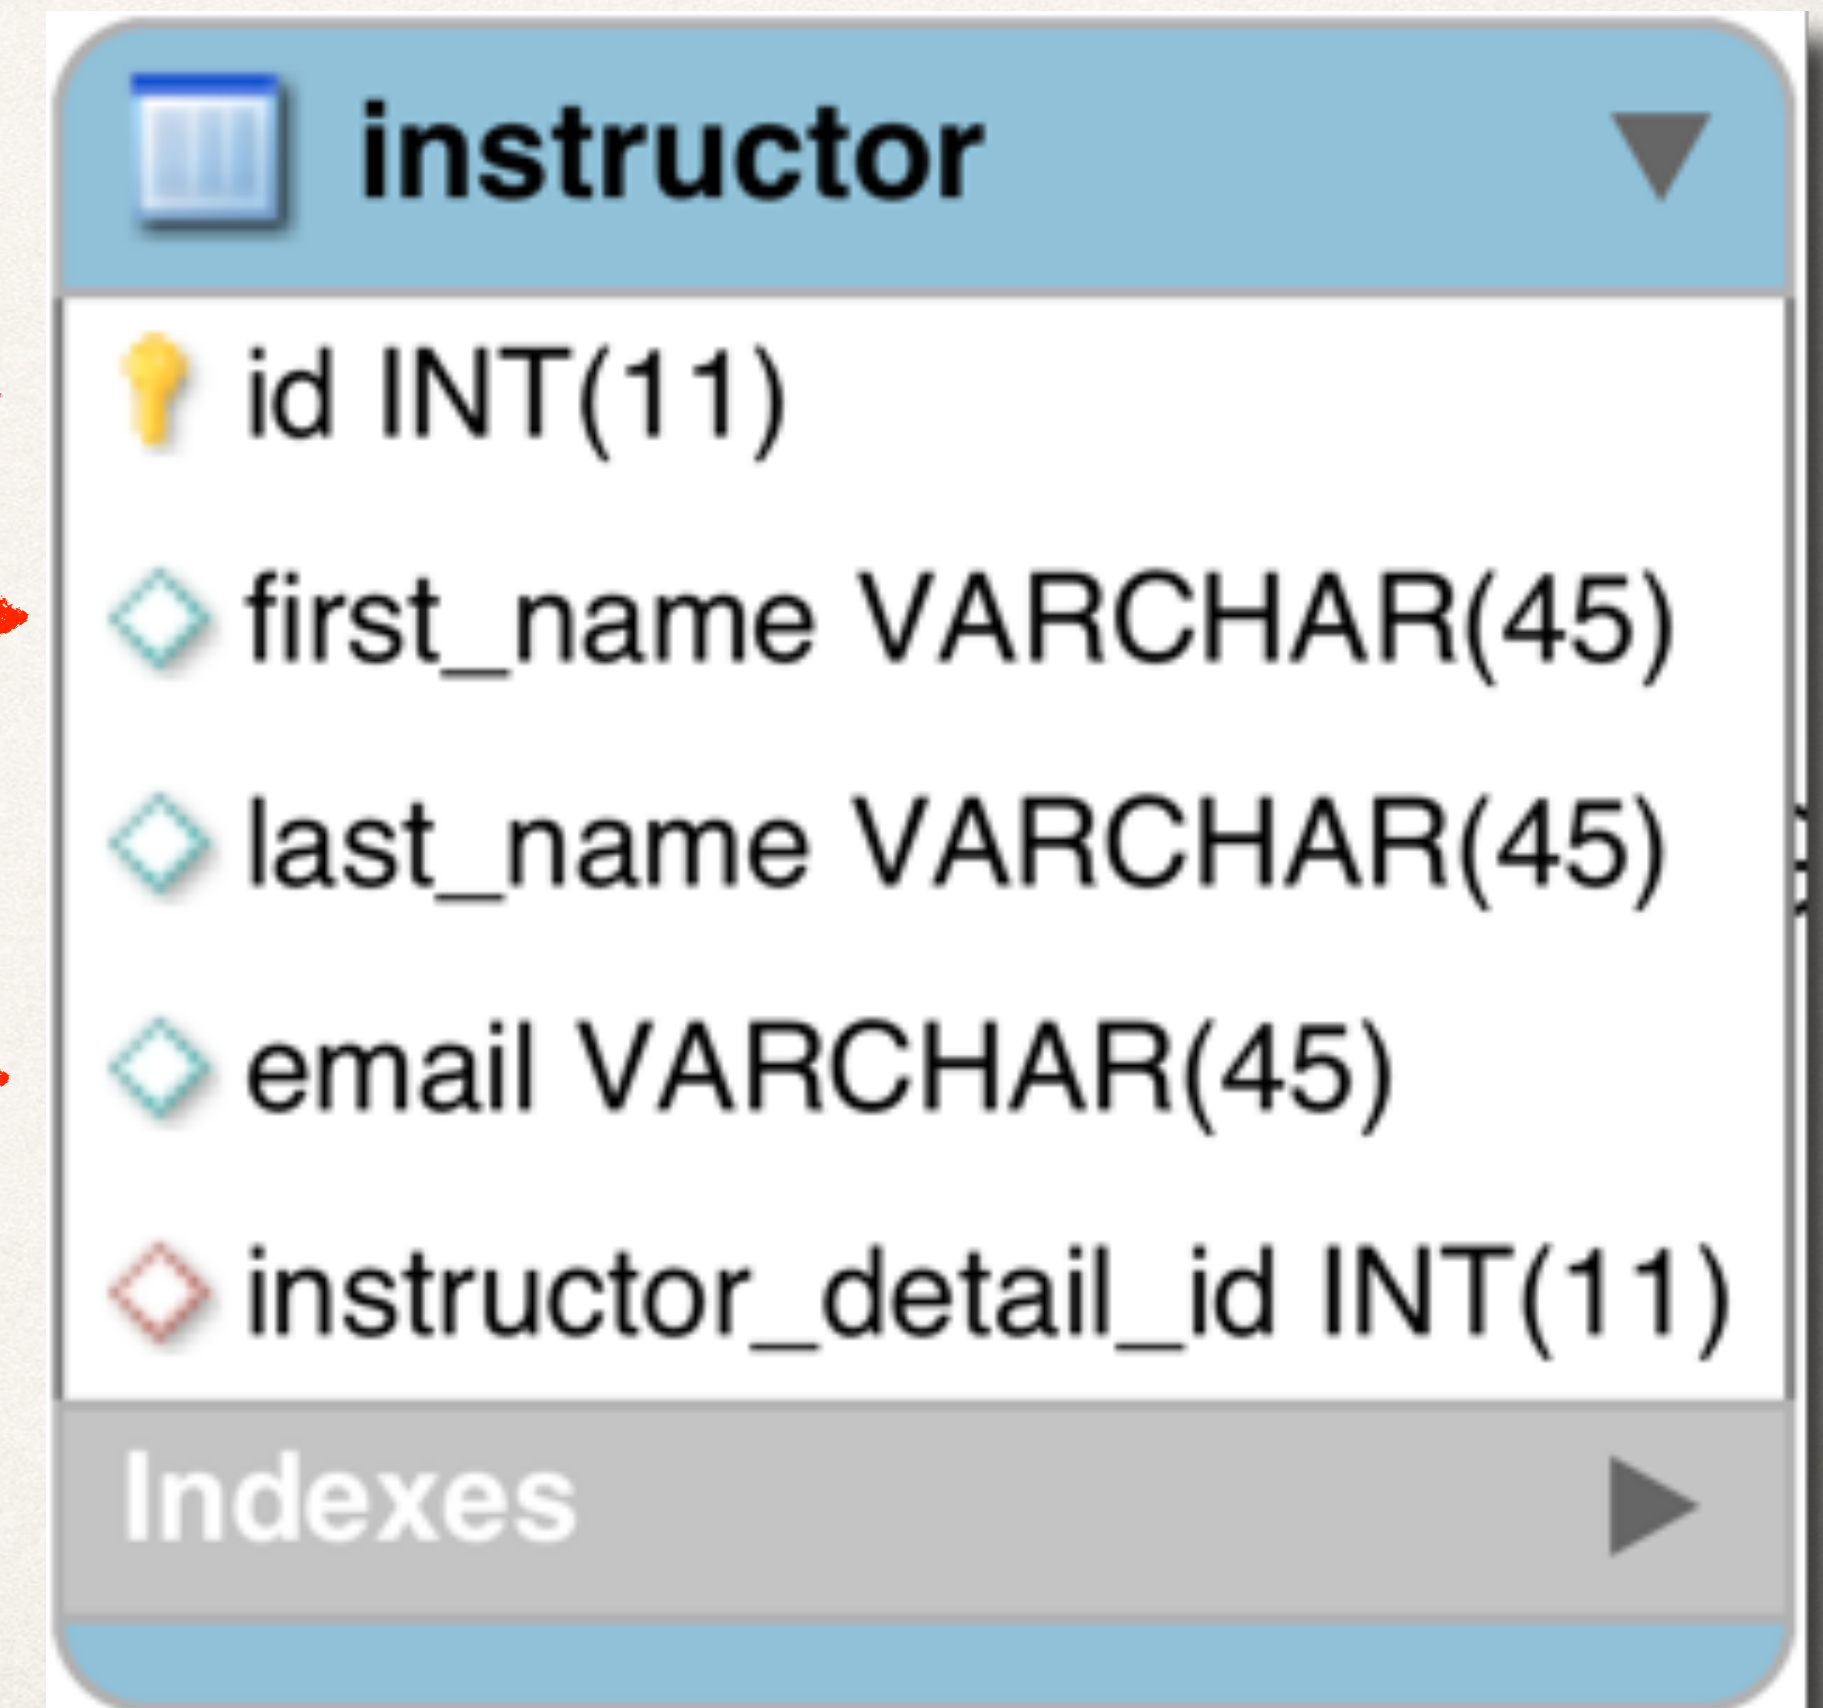 instructor
id INT(11)
first_name VARCHAR(45)
last_name VARCHAR(45)
email VARCHAR(45)
instructor_detail_id INT(11)
Indexes